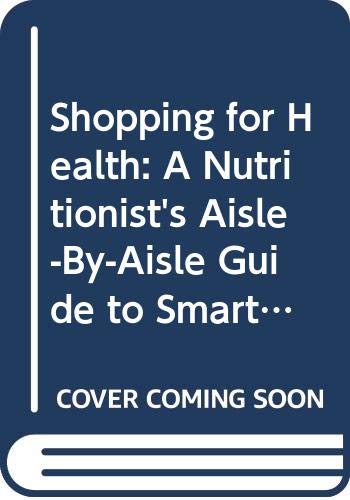 Shopping for H
ealth: A Nutri
tionist's Aisle
-By-Aisle Gui
de to Smart...
COVER COMING SOON